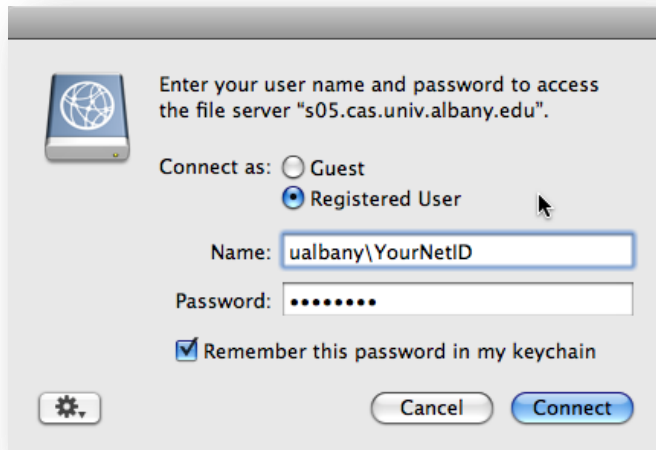 Enter your user name and password to access
the file server “s05.cas.univ.albany.edu”.
Connect as: Guest
Registered User
Name: ualbany\YourNetID
Password: ••••••••
Remember this password in my keychain
Cancel Connect